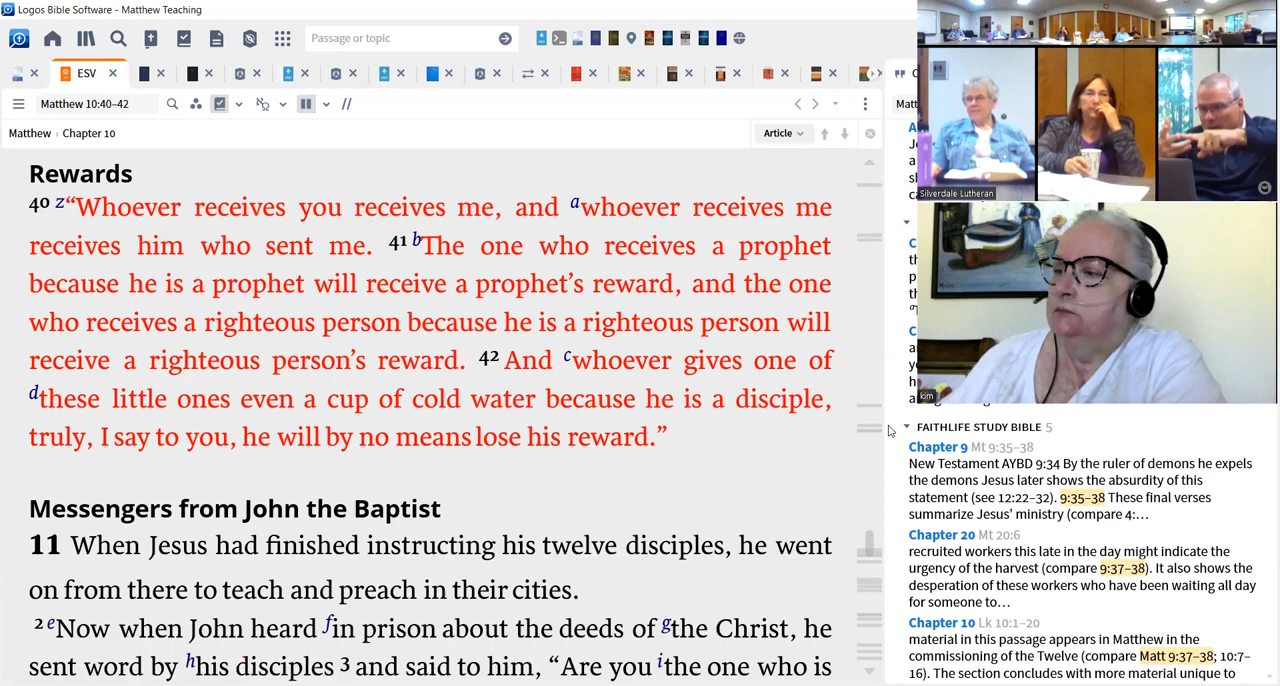 Logos Bible Software - Matthew Teaching
Passage or topic
ESV
Matthew 10:40–42
Matt
Matthew › Chapter 10
Article
Rewards
40 z“Whoever receives you receives me, and awhoever receives me
receives him who sent me. 41 bThe one who receives a prophet
because he is a prophet will receive a prophet’s reward, and the one
who receives a righteous person because he is a righteous person will
receive a righteous person’s reward. 42 And cwhoever gives one of
dthese little ones even a cup of cold water because he is a disciple,
truly, I say to you, he will by no means lose his reward.”
Messengers from John the Baptist
11 When Jesus had finished instructing his twelve disciples, he went
on from there to teach and preach in their cities.
2 eNow when John heard fin prison about the deeds of gthe Christ, he
sent word by hhis disciples 3 and said to him, “Are you ithe one who is
Silverdale Lutheran
kim
FAITHLIFE STUDY BIBLE 5
Chapter 9 Mt 9:35–38
New Testament AYBD 9:34 By the ruler of demons he expels
the demons Jesus later shows the absurdity of this
statement (see 12:22–32). 9:35–38 These final verses
summarize Jesus’ ministry (compare 4:…
Chapter 20 Mt 20:6
recruited workers this late in the day might indicate the
urgency of the harvest (compare 9:37–38). It also shows the
desperation of these workers who have been waiting all day
for someone to…
Chapter 10 Lk 10:1–20
material in this passage appears in Matthew in the
commissioning of the Twelve (compare Matt 9:37–38; 10:7–
16). The section concludes with more material unique to